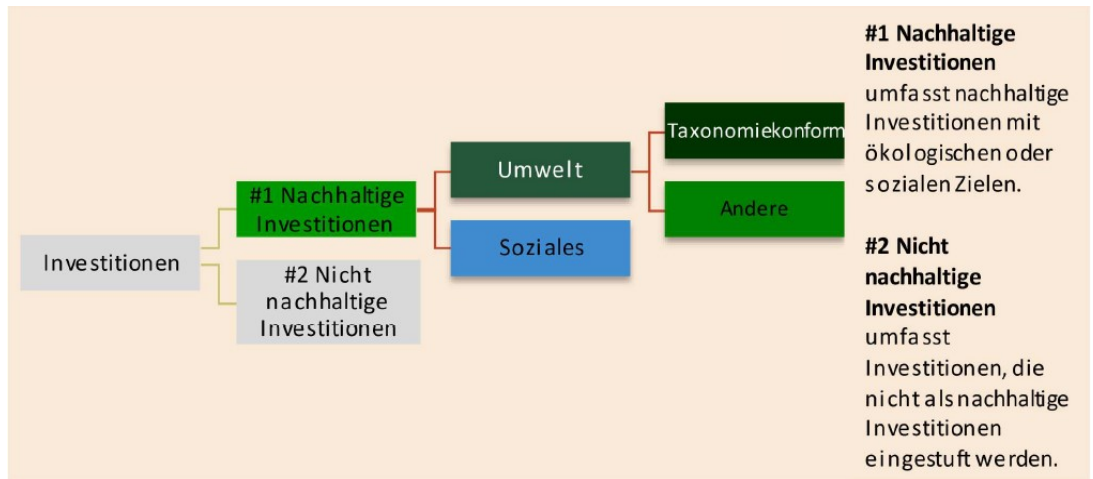 Investitionen
#1 Nachhaltige
Investitionen
#2 Nicht
nachhaltige
Investitionen
Umwelt
Soziales
Taxonomiekonform
Andere
#1 Nachhaltige
Investitionen
umfasst nachhaltige
Investitionen mit
ökologischen oder
sozialen Zielen.
#2 Nicht
nachhaltige
Investitionen
umfasst
Investitionen, die
nicht als nachhaltige
Investitionen
eingestuft werden.